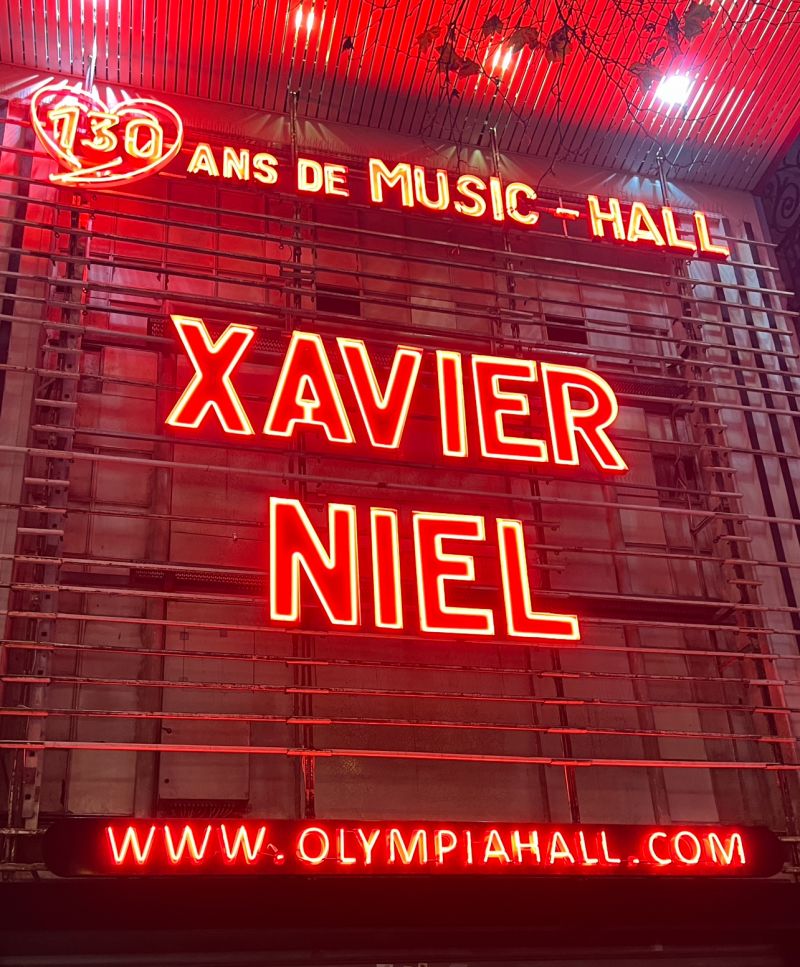 130 ANS DE MUSIC-HALL
XAVIER
NIEL
WWW.OLYMPIAHALL.COM